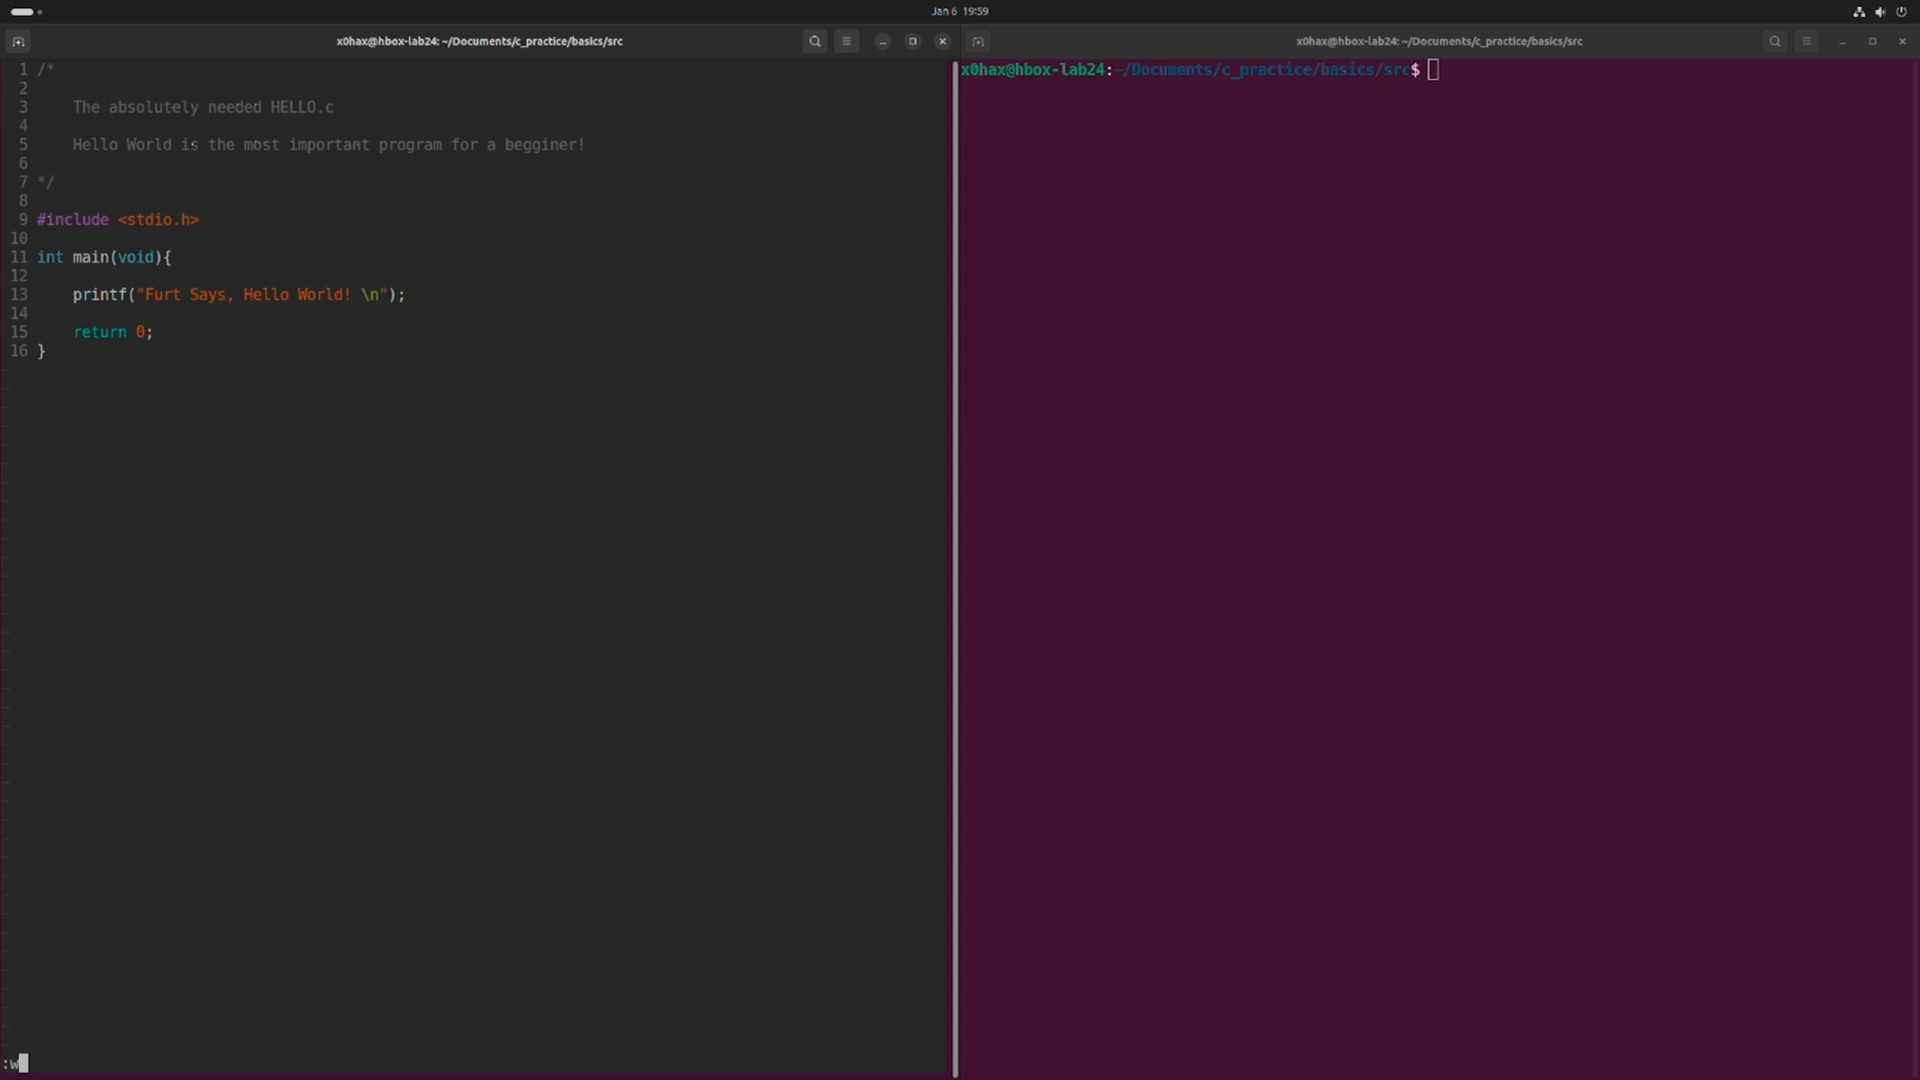 Jan 6 19:59
x0hax@hbox-lab24: ~/Documents/c_practice/basics/src
x0hax@hbox-lab24: ~/Documents/c_practice/basics/src
1 /*
2
3     The absolutely needed HELLO.c
4
5     Hello World is the most important program for a begginer!
6
7 */
8
9 #include <stdio.h>
10
11 int main(void){
12
13     printf("Furt Says, Hello World! \n");
14
15     return 0;
16 }
:w
x0hax@hbox-lab24:~/Documents/c_practice/basics/src$